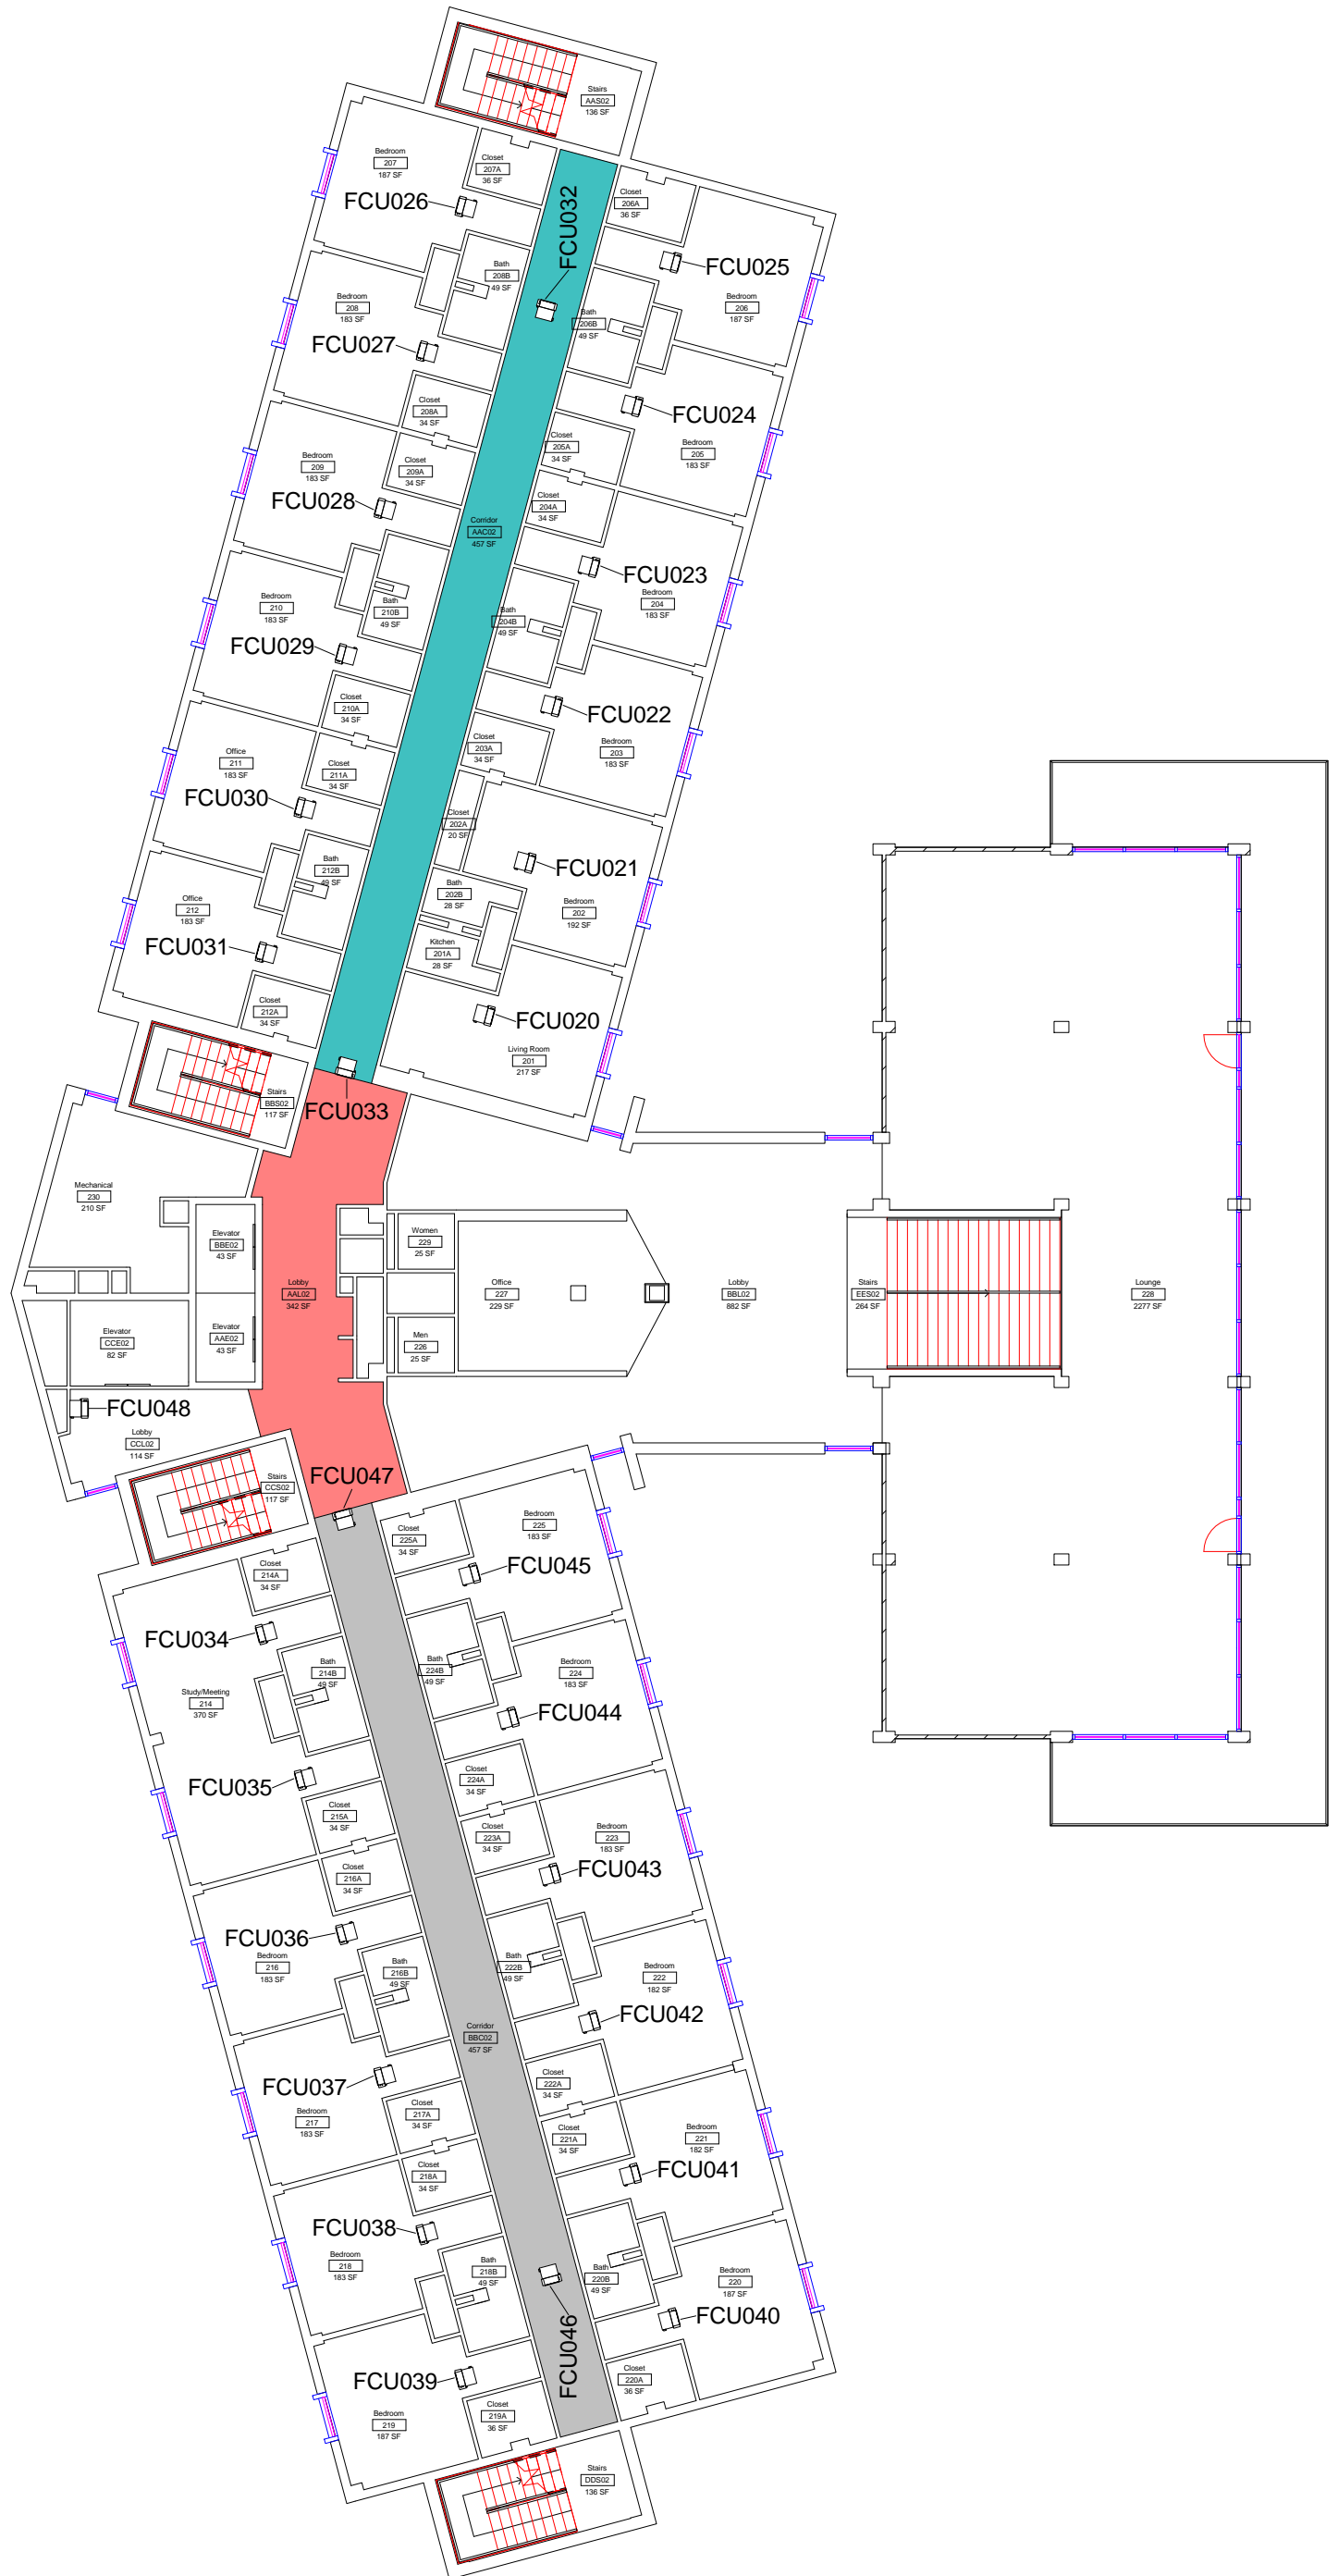 Stairs
AAS02
136 SF
Bedroom
207
187 SF
Closet
207A
36 SF
FCU026
FCU032
Closet
206A
36 SF
FCU025
Bedroom
206
187 SF
Bath
208B
49 SF
Bedroom
208
183 SF
FCU027
Bath
206B
49 SF
FCU024
Closet
208A
34 SF
Bedroom
205
183 SF
Closet
205A
34 SF
Bedroom
209
183 SF
Closet
209A
34 SF
FCU028
Closet
204A
34 SF
Corridor
AAC02
457 SF
FCU023
Bedroom
204
183 SF
Bedroom
210
183 SF
Bath
210B
49 SF
Bath
204B
49 SF
FCU029
Closet
210A
34 SF
FCU022
Closet
203A
34 SF
Bedroom
203
183 SF
Office
211
183 SF
Closet
211A
34 SF
FCU030
Closet
202A
20 SF
Bath
212B
49 SF
FCU021
Bath
202B
28 SF
Bedroom
202
192 SF
Office
212
183 SF
FCU031
Kitchen
201A
28 SF
Closet
212A
34 SF
FCU020
Living Room
201
217 SF
Stairs
BBS02
117 SF
FCU033
Mechanical
230
210 SF
Elevator
BBE02
43 SF
Women
229
25 SF
Lobby
AAL02
342 SF
Office
227
229 SF
Lobby
BBL02
882 SF
Stairs
EES02
264 SF
Lounge
228
2277 SF
Elevator
CCE02
82 SF
Elevator
AAE02
43 SF
Men
226
25 SF
FCU048
Lobby
CCL02
114 SF
Stairs
CCS02
117 SF
FCU047
Closet
225A
34 SF
Bedroom
225
183 SF
Closet
214A
34 SF
FCU045
FCU034
Bath
214B
49 SF
Bath
224B
49 SF
Bedroom
224
183 SF
Study/Meeting
214
370 SF
FCU044
FCU035
Closet
215A
34 SF
Closet
224A
34 SF
Closet
223A
34 SF
Bedroom
223
183 SF
Closet
216A
34 SF
FCU043
FCU036
Bedroom
216
183 SF
Bath
216B
49 SF
Bath
222B
49 SF
Bedroom
222
182 SF
FCU042
Corridor
BBC02
457 SF
FCU037
Bedroom
217
183 SF
Closet
217A
34 SF
Closet
222A
34 SF
Closet
221A
34 SF
Bedroom
221
182 SF
Closet
218A
34 SF
FCU041
FCU038
Bedroom
218
183 SF
Bath
218B
49 SF
Bath
220B
49 SF
Bedroom
220
187 SF
FCU040
FCU046
FCU039
Closet
220A
36 SF
Bedroom
219
187 SF
Closet
219A
36 SF
Stairs
DDS02
136 SF